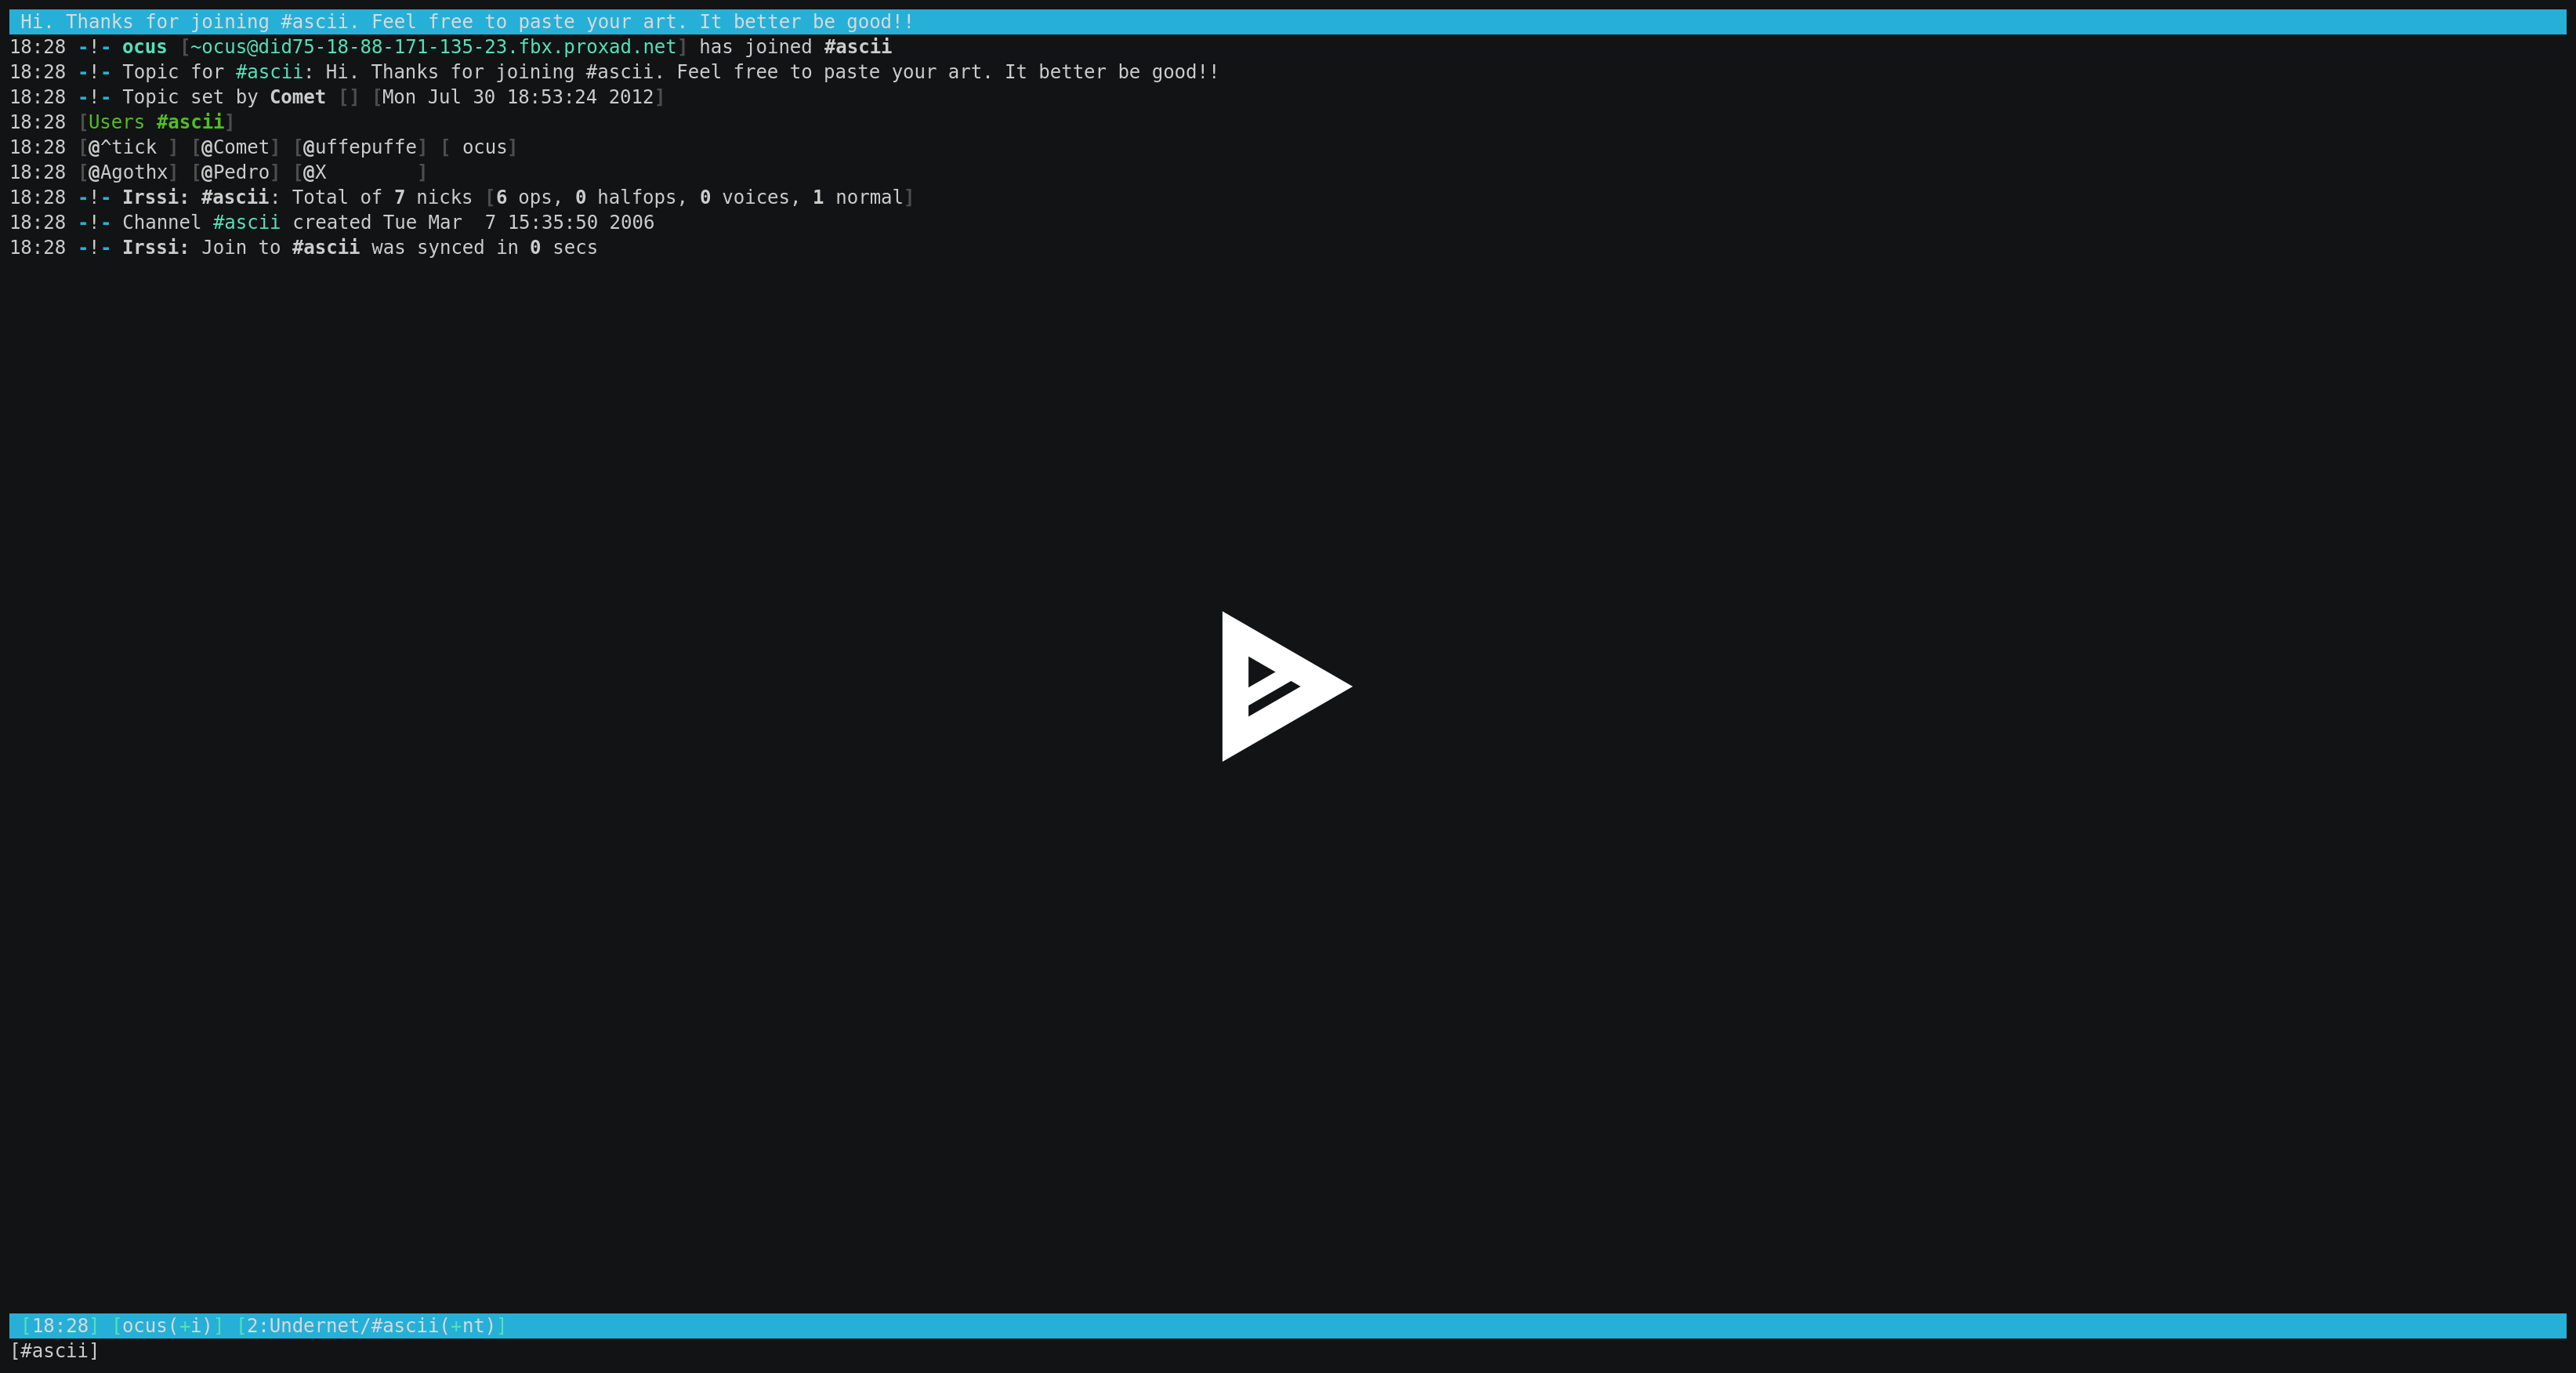 Hi. Thanks for joining #ascii. Feel free to paste your art. It better be good!!
18:28 -!- ocus [~ocus@did75-18-88-171-135-23.fbx.proxad.net] has joined #ascii
18:28 -!- Topic for #ascii: Hi. Thanks for joining #ascii. Feel free to paste your art. It better be good!!
18:28 -!- Topic set by Comet [] [Mon Jul 30 18:53:24 2012]
18:28 [Users #ascii]
18:28 [@^tick ] [@Comet] [@uffepuffe] [ ocus]
18:28 [@Agothx] [@Pedro] [@X        ]
18:28 -!- Irssi: #ascii: Total of 7 nicks [6 ops, 0 halfops, 0 voices, 1 normal]
18:28 -!- Channel #ascii created Tue Mar  7 15:35:50 2006
18:28 -!- Irssi: Join to #ascii was synced in 0 secs
[18:28] [ocus(+i)] [2:Undernet/#ascii(+nt)]
[#ascii]